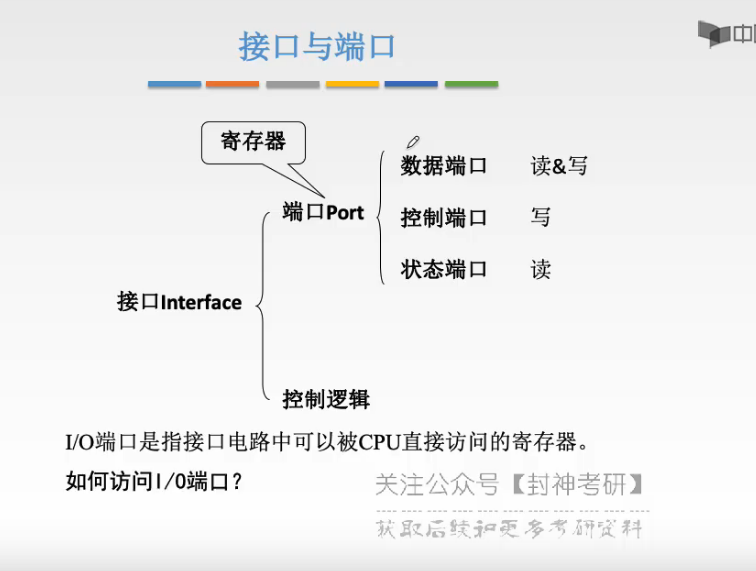 接口与端口
中
寄存器
数据端口 读&写
端口Port
控制端口 写
状态端口 读
接口Interface
控制逻辑
I/O端口是指接口电路中可以被CPU直接访问的寄存器。
如何访问I/O端口？
关注公众号【封神考研】
获取后续和更多考研资料